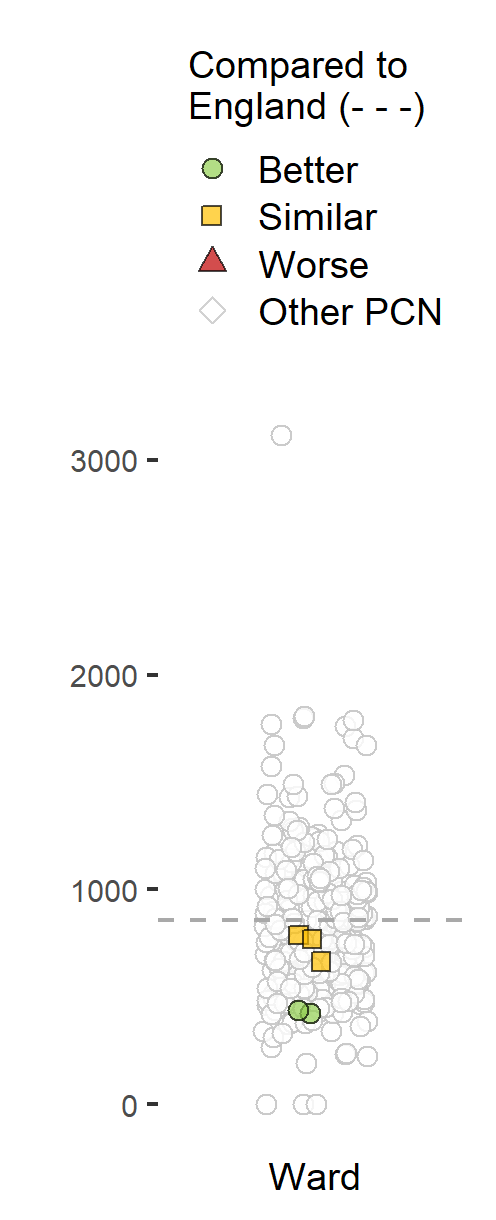 Compared to
England (- - -)
Better
Similar
Worse
Other PCN
3000
2000
1000
0
Ward